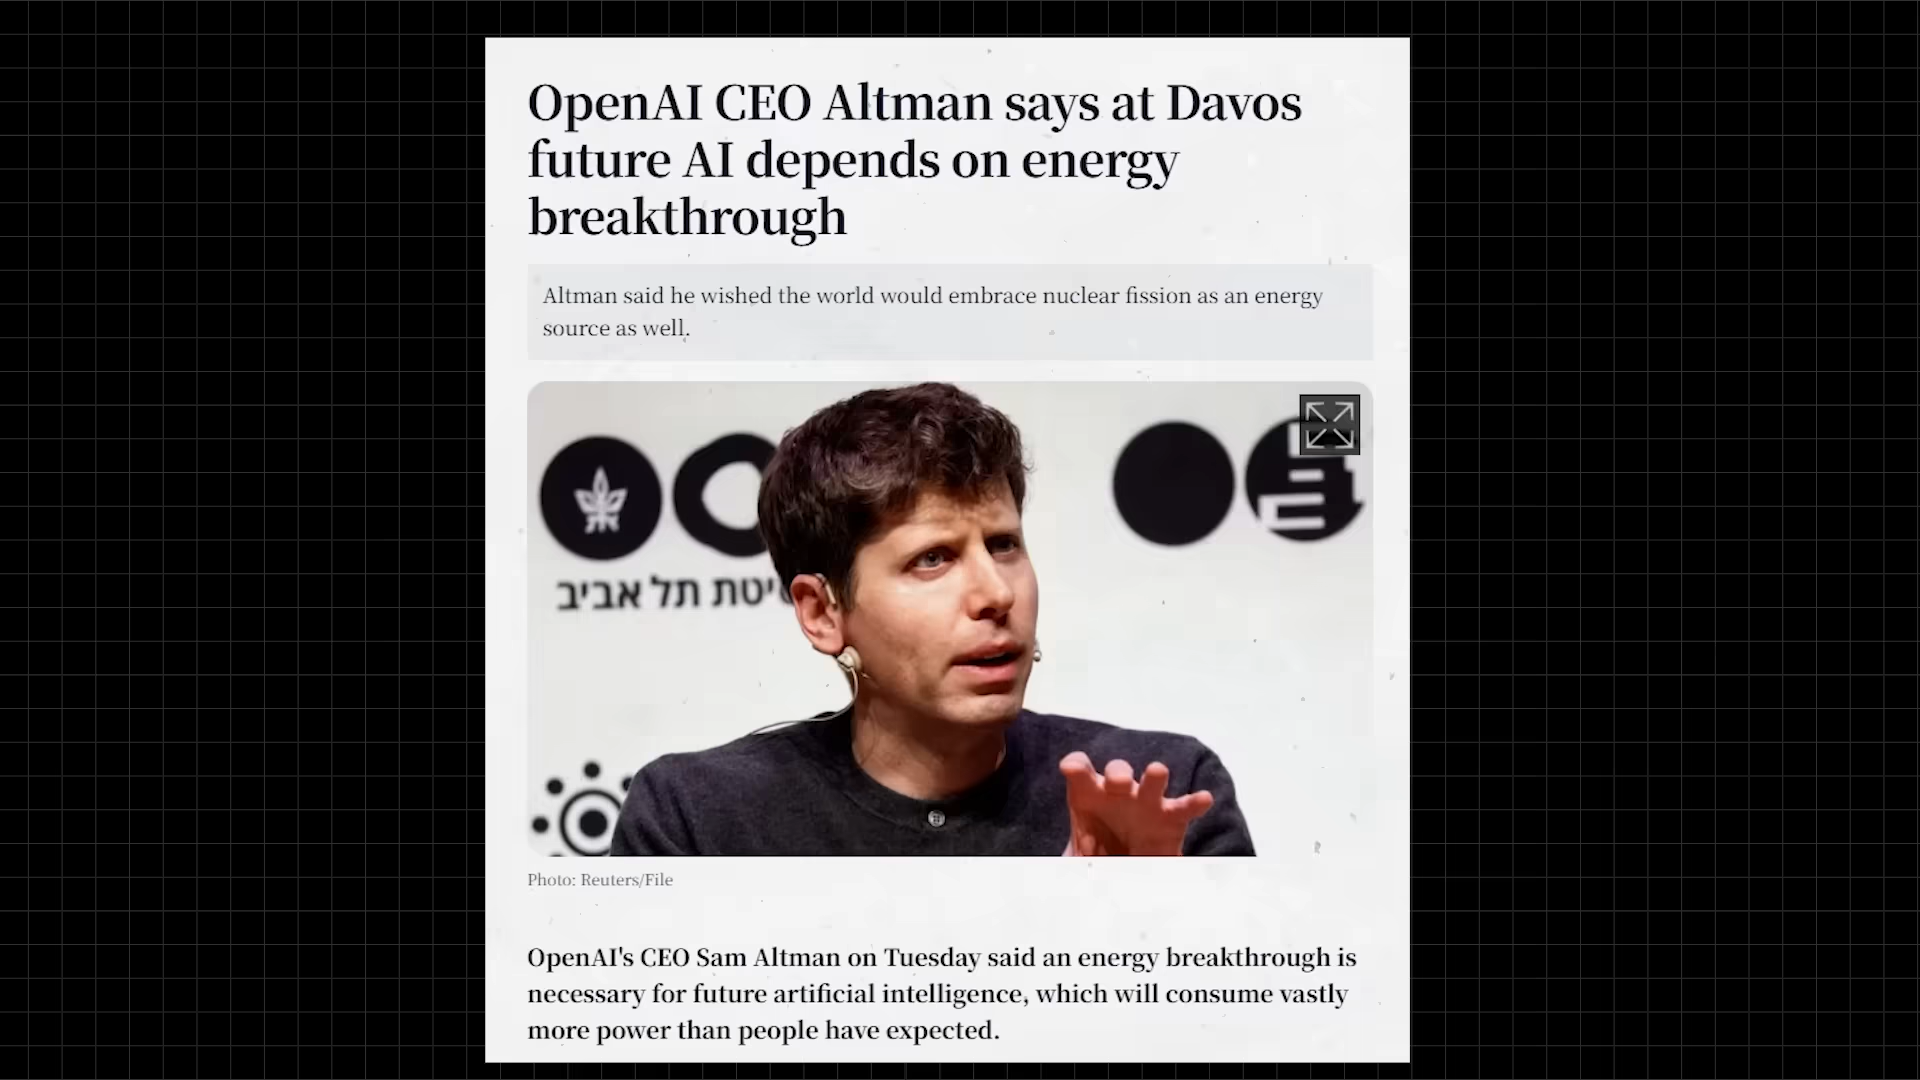 OpenAI CEO Altman says at Davos
future AI depends on energy
breakthrough
Altman said he wished the world would embrace nuclear fission as an energy
source as well.
תל אביב
Photo: Reuters/File
OpenAI's CEO Sam Altman on Tuesday said an energy breakthrough is
necessary for future artificial intelligence, which will consume vastly
more power than people have expected.